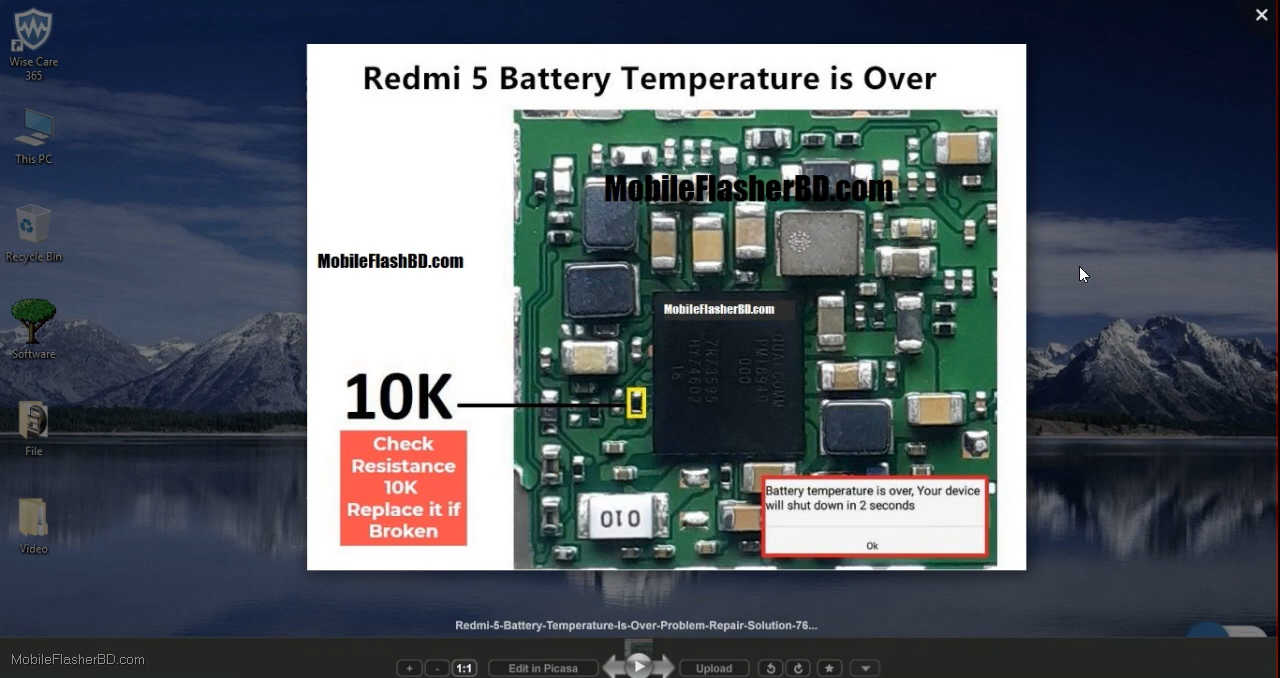 Wise Care
365
This PC
Recycle Bin
Software
File
Video
Redmi 5 Battery Temperature is Over
MobileFlasherBD.com
MobileFlashBD.com
MobileFlasherBD.com
QUALCOMM
000
16
10K
Check
Resistance
10K
Replace it if
Broken
010
Battery temperature is over, Your device
will shut down in 2 seconds
Ok
Redmi-5-Battery-Temperature-Is-Over-Problem-Repair-Solution-76...
MobileFlasherBD.com
+
-
1:1
Edit in Picasa
Upload